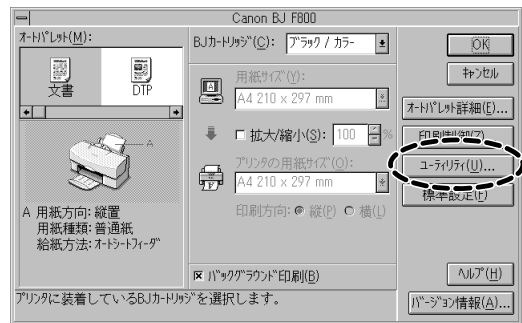 Canon BJ F800
ｵｰﾄﾊﾟﾚｯﾄ(M):
文書
DTP
A
A 用紙方向: 縦置
用紙種類: 普通紙
給紙方法: ｵｰﾄｼｰﾄﾌｨｰﾀﾞ
BJｶｰﾄﾘｯｼﾞ(C): ﾌﾞﾗｯｸ / ｶﾗｰ
用紙ｻｲｽﾞ(Y):
A4 210 x 297 mm
拡大/縮小(S): 100 %
ﾌﾟﾘﾝﾀの用紙ｻｲｽﾞ(O):
A4 210 x 297 mm
印刷方向: 縦(P) 横(L)
ﾊﾞｯｸｸﾞﾗｳﾝﾄﾞ印刷(B)
OK
ｷｬﾝｾﾙ
ｵｰﾄﾊﾟﾚｯﾄ詳細(E)...
印刷制御(Z)...
ﾕｰﾃｨﾘﾃｨ(U)...
標準設定(F)
ﾍﾙﾌﾟ(H)
ﾊﾞｰｼﾞｮﾝ情報(A)...
ﾌﾟﾘﾝﾀに装着しているBJｶｰﾄﾘｯｼﾞを選択します。